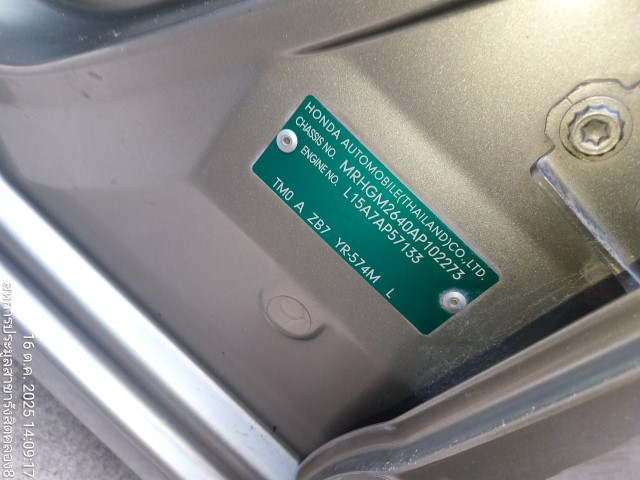 HONDA AUTOMOBILE(THAILAND)CO.,LTD.
CHASSIS NO. MRHGM2640AP102273
ENGINE NO. L15A7AP57133
TM0 A ZB7 YR-574M L
16 ต.ค. 2025 14:09:17